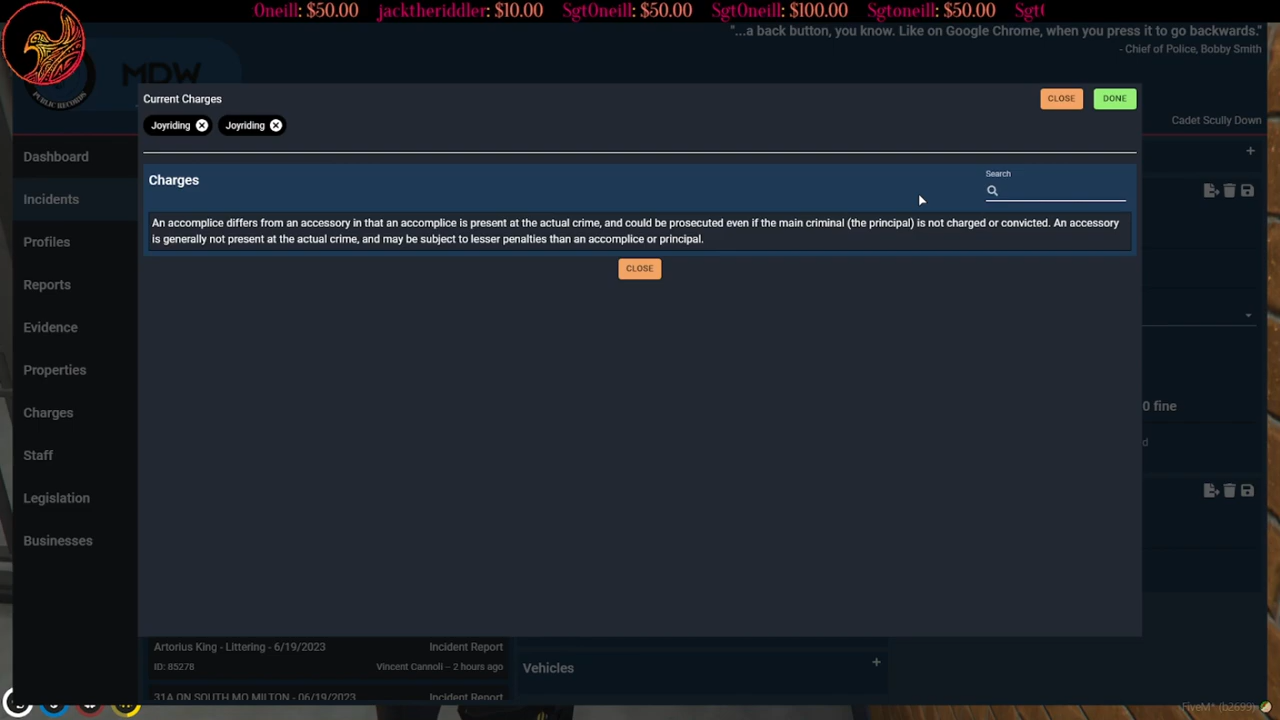 Oneill: $50.00 jacktheriddler: $10.00 SgtOneill: $50.00 SgtOneill: $100.00 Sgtoneill: $50.00 Sgt
"...a back button, you know. Like on Google Chrome, when you press it to go backwards."
- Chief of Police, Bobby Smith
MDW
PUBLIC RECORDS
Current Charges
CLOSE DONE
Cadet Scully Down
Joyriding Joyriding
Dashboard
Incidents
Profiles
Reports
Evidence
Properties
Charges
Staff
Legislation
Businesses
Charges
Search
An accomplice differs from an accessory in that an accomplice is present at the actual crime, and could be prosecuted even if the main criminal (the principal) is not charged or convicted. An accessory
is generally not present at the actual crime, and may be subject to lesser penalties than an accomplice or principal.
CLOSE
0 fine
d
Artorius King - Littering - 6/19/2023 Incident Report
ID: 85278 Vincent Cannoli – 2 hours ago
Vehicles
31A ON SOUTH MO MILTON - 06/19/2023 Incident Report
FiveM* (b2699)